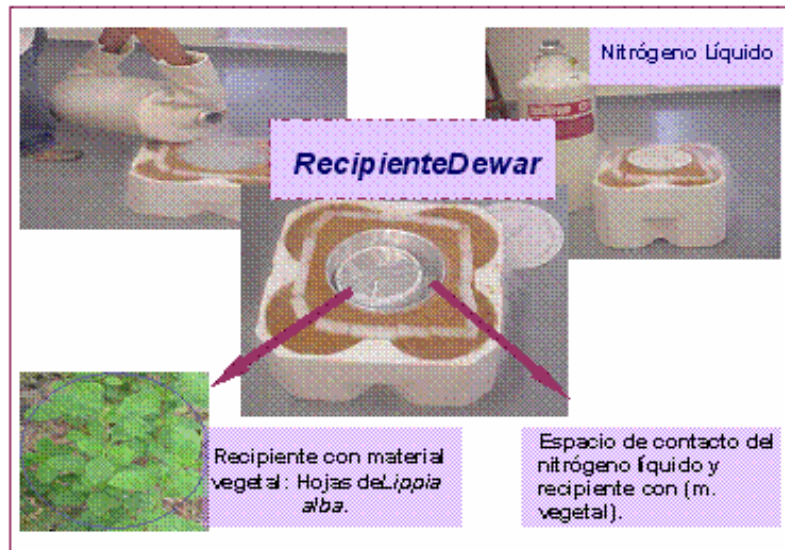 Nitrógeno Líquido
RecipienteDewar
Recipiente con material
vegetal: Hojas deLippia
alba.
Espacio de contacto del
nitrógeno líquido y
recipiente con (m.
vegetal).